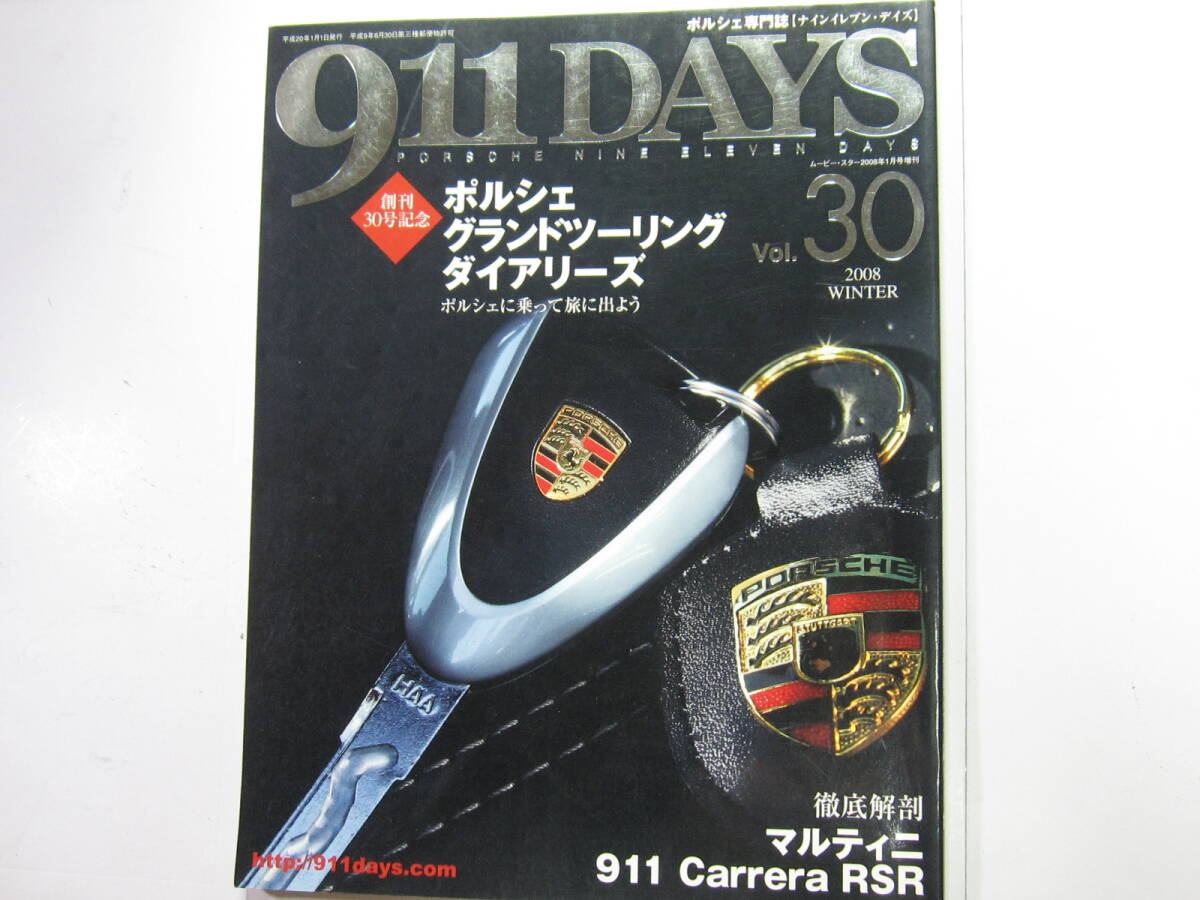 ポルシェ専門誌【ナインイレブン・デイズ】
平成20年1月1日発行 平成9年6月30日第三種郵便物許可
911 DAYS
PORSCHE NINE ELEVEN DAYS
ムービー・スター2008年1月号増刊
創刊
30号記念
ポルシェ
グランドツーリング
ダイアリーズ
ポルシェに乗って旅に出よう
Vol. 30
2008
WINTER
PORSCHE
PORSCHE
STUTTGART
HAA
徹底解剖
マルティニ
911 Carrera RSR
http://911days.com